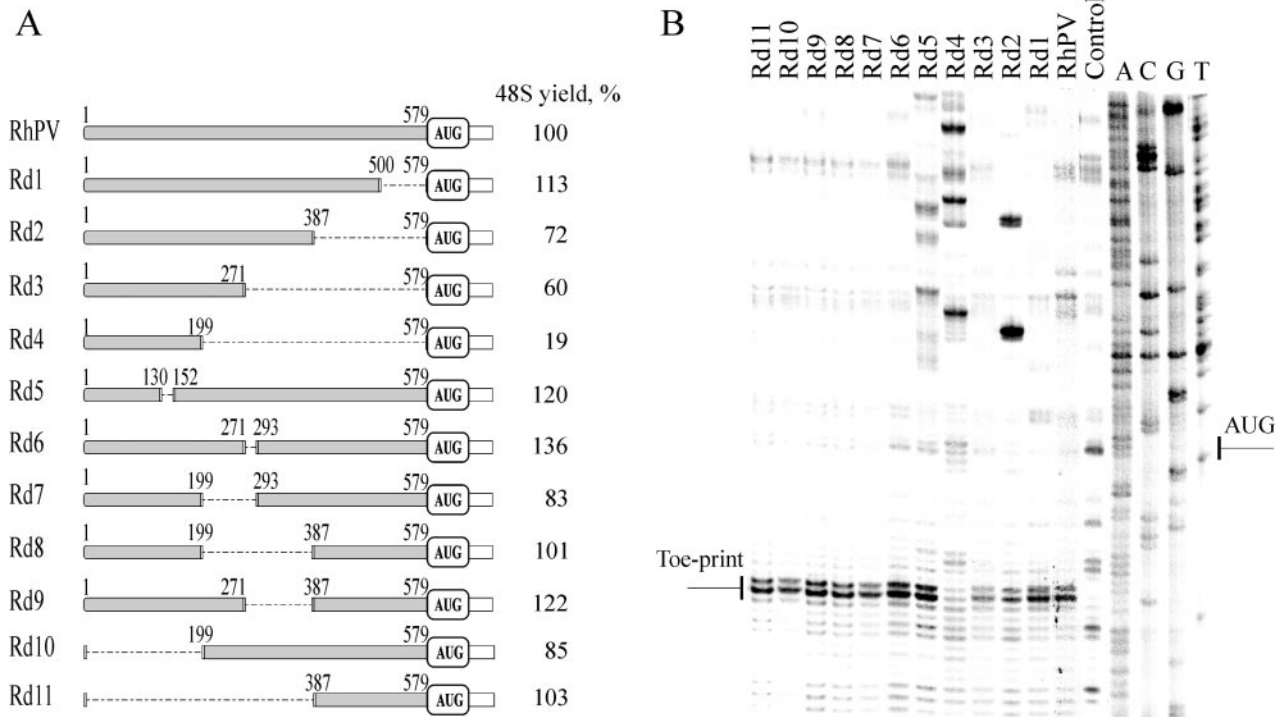 A
48S yield, %
RhPV 1 579 AUG 100
Rd1 1 500 579 AUG 113
Rd2 1 387 579 AUG 72
Rd3 1 271 579 AUG 60
Rd4 1 199 579 AUG 19
Rd5 1 130 152 579 AUG 120
Rd6 1 271 293 579 AUG 136
Rd7 1 199 293 579 AUG 83
Rd8 1 199 387 579 AUG 101
Rd9 1 271 387 579 AUG 122
Rd10 199 579 AUG 85
Rd11 387 579 AUG 103
B
Rd11 Rd10 Rd9 Rd8 Rd7 Rd6 Rd5 Rd4 Rd3 Rd2 Rd1 RhPV Control A C G T
AUG
Toe-print